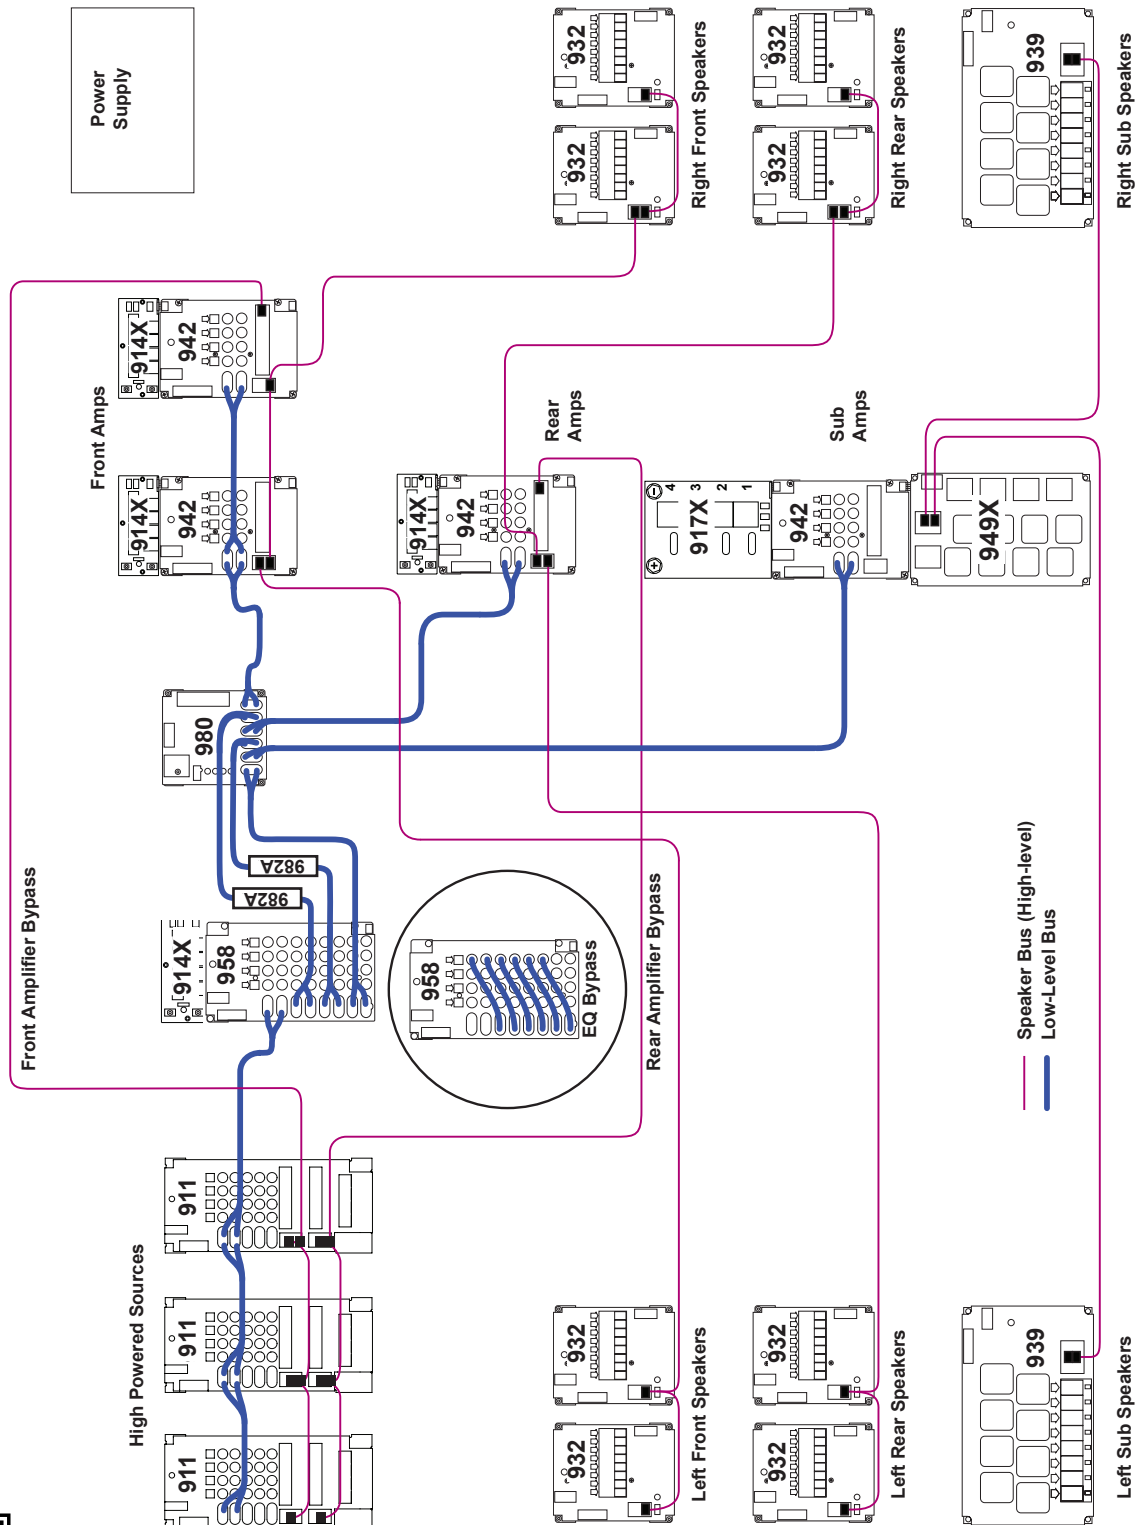 Power
Supply
932
932
Right Front Speakers
932
932
Right Rear Speakers
939
Right Sub Speakers
Front Amplifier Bypass
Front Amps
914X
942
914X
942
Rear
Amps
914X
942
Sub
Amps
4
3
2
1
917X
942
949X
980
982A
982A
914X
958
958
EQ Bypass
Rear Amplifier Bypass
Speaker Bus (High-level)
Low-Level Bus
High Powered Sources
911
911
911
932
932
Left Front Speakers
932
932
Left Rear Speakers
939
Left Sub Speakers